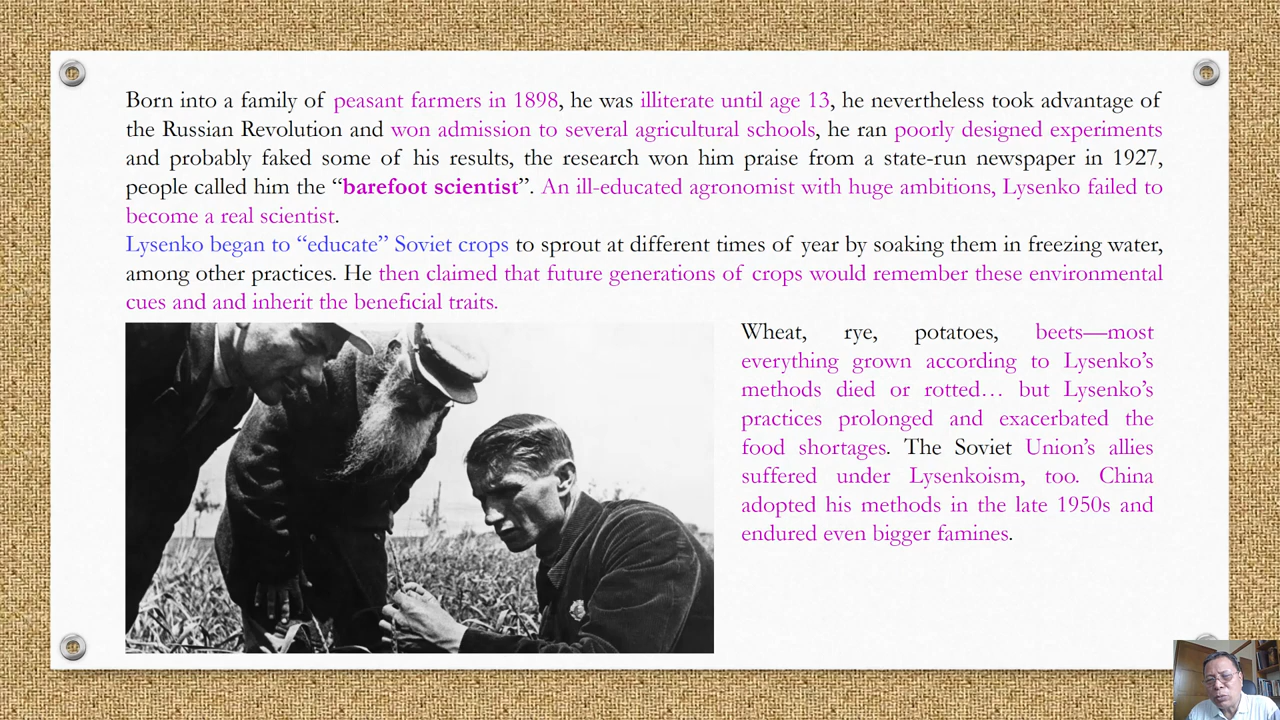 Born into a family of peasant farmers in 1898, he was illiterate until age 13, he nevertheless took advantage of
the Russian Revolution and won admission to several agricultural schools, he ran poorly designed experiments
and probably faked some of his results, the research won him praise from a state-run newspaper in 1927,
people called him the “barefoot scientist”. An ill-educated agronomist with huge ambitions, Lysenko failed to
become a real scientist.
Lysenko began to “educate” Soviet crops to sprout at different times of year by soaking them in freezing water,
among other practices. He then claimed that future generations of crops would remember these environmental
cues and and inherit the beneficial traits.
Wheat, rye, potatoes, beets—most
everything grown according to Lysenko’s
methods died or rotted… but Lysenko’s
practices prolonged and exacerbated the
food shortages. The Soviet Union’s allies
suffered under Lysenkoism, too. China
adopted his methods in the late 1950s and
endured even bigger famines.